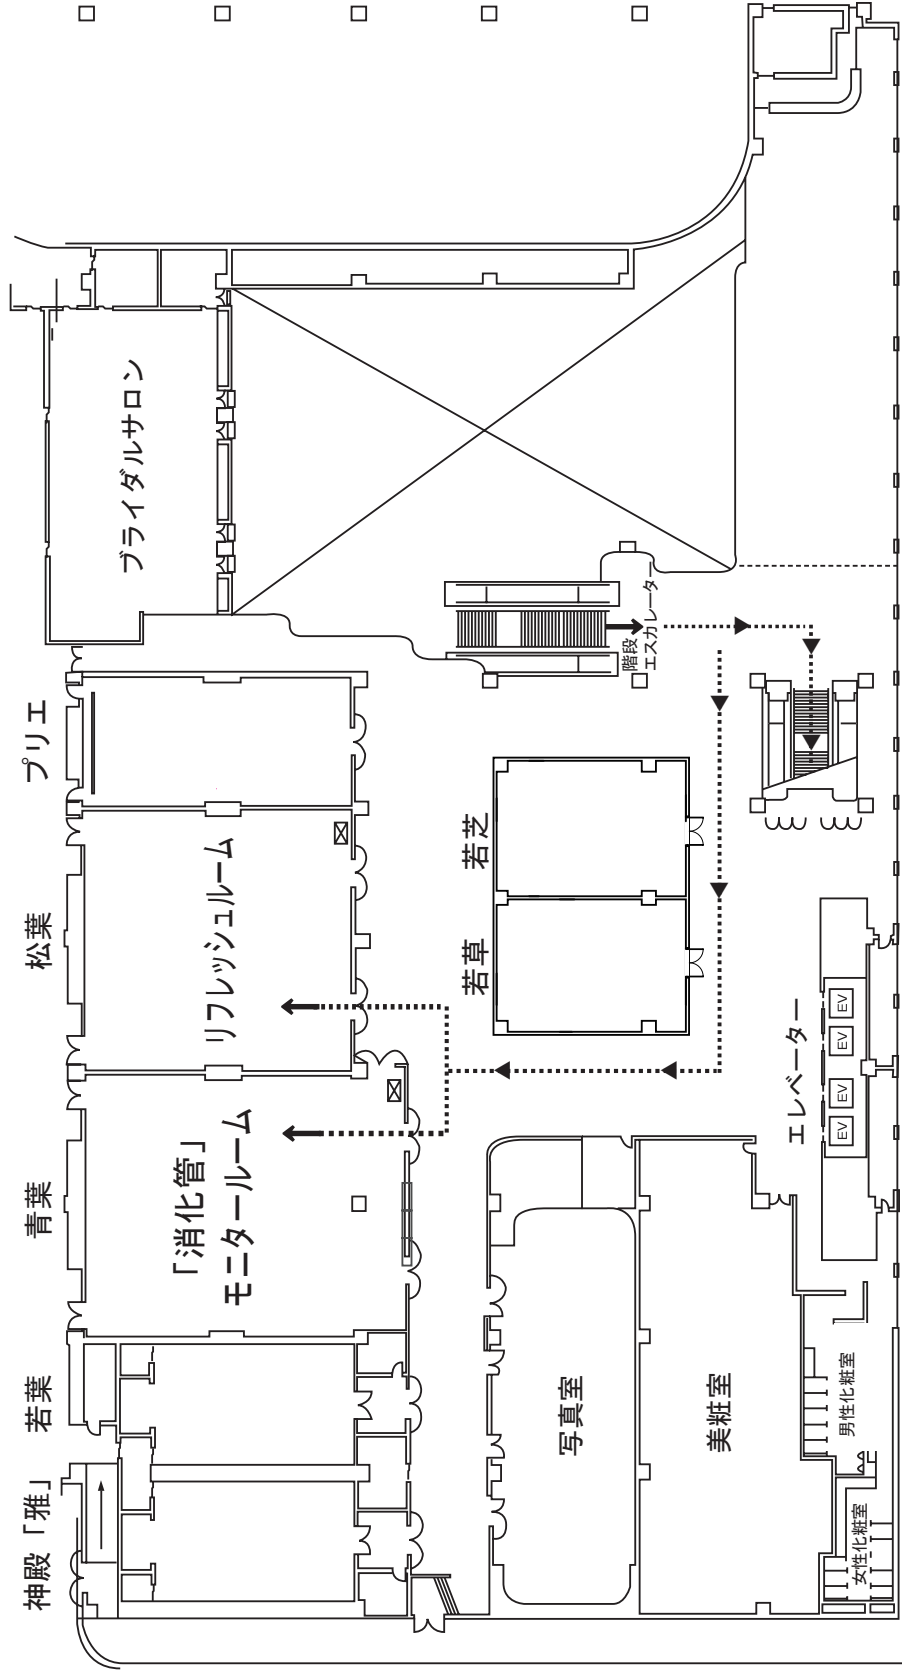 神殿「雅」
若葉
青葉
松葉
プリエ
「消化管」
モニタールーム
リフレッシュルーム
ブライダルサロン
若草
若芝
階段
エスカレーター
写真室
美粧室
エレベーター
EV
EV
EV
EV
女性化粧室
男性化粧室